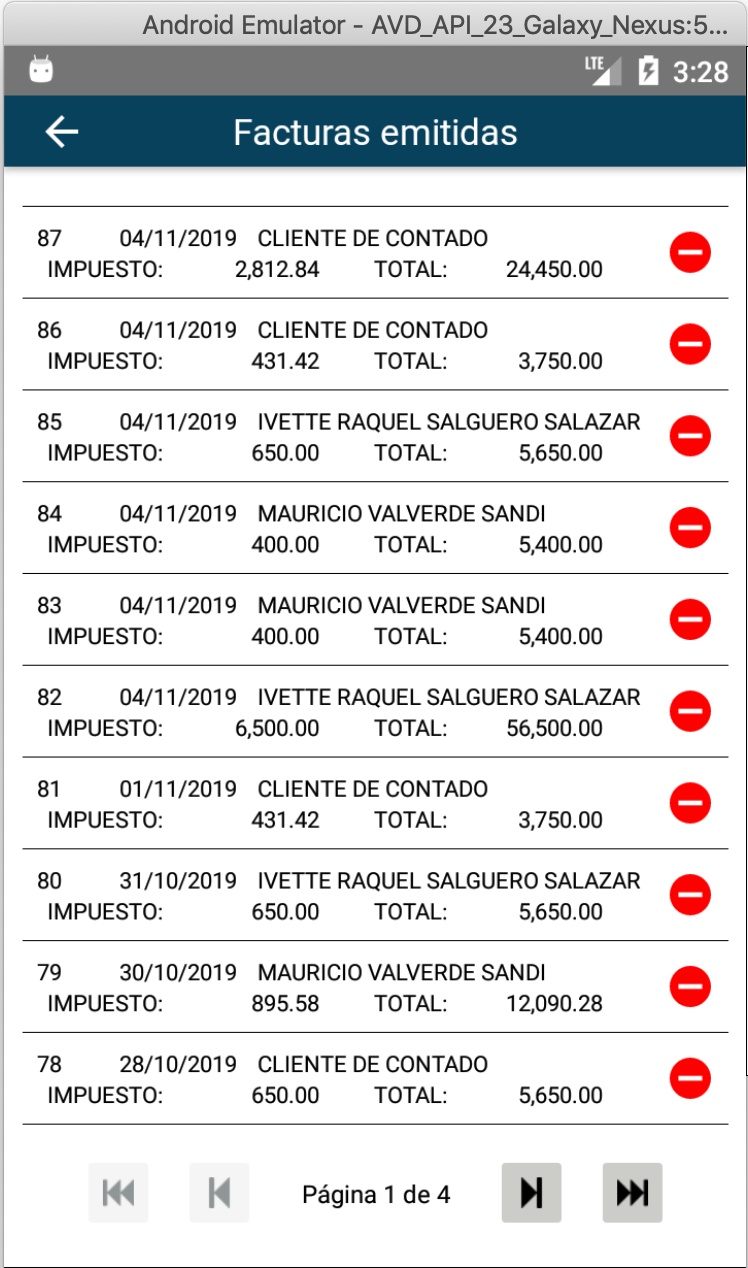 Android Emulator - AVD_API_23_Galaxy_Nexus:5...
LTE 3:28
Facturas emitidas
87 04/11/2019 CLIENTE DE CONTADO
IMPUESTO: 2,812.84 TOTAL: 24,450.00
86 04/11/2019 CLIENTE DE CONTADO
IMPUESTO: 431.42 TOTAL: 3,750.00
85 04/11/2019 IVETTE RAQUEL SALGUERO SALAZAR
IMPUESTO: 650.00 TOTAL: 5,650.00
84 04/11/2019 MAURICIO VALVERDE SANDI
IMPUESTO: 400.00 TOTAL: 5,400.00
83 04/11/2019 MAURICIO VALVERDE SANDI
IMPUESTO: 400.00 TOTAL: 5,400.00
82 04/11/2019 IVETTE RAQUEL SALGUERO SALAZAR
IMPUESTO: 6,500.00 TOTAL: 56,500.00
81 01/11/2019 CLIENTE DE CONTADO
IMPUESTO: 431.42 TOTAL: 3,750.00
80 31/10/2019 IVETTE RAQUEL SALGUERO SALAZAR
IMPUESTO: 650.00 TOTAL: 5,650.00
79 30/10/2019 MAURICIO VALVERDE SANDI
IMPUESTO: 895.58 TOTAL: 12,090.28
78 28/10/2019 CLIENTE DE CONTADO
IMPUESTO: 650.00 TOTAL: 5,650.00
Página 1 de 4